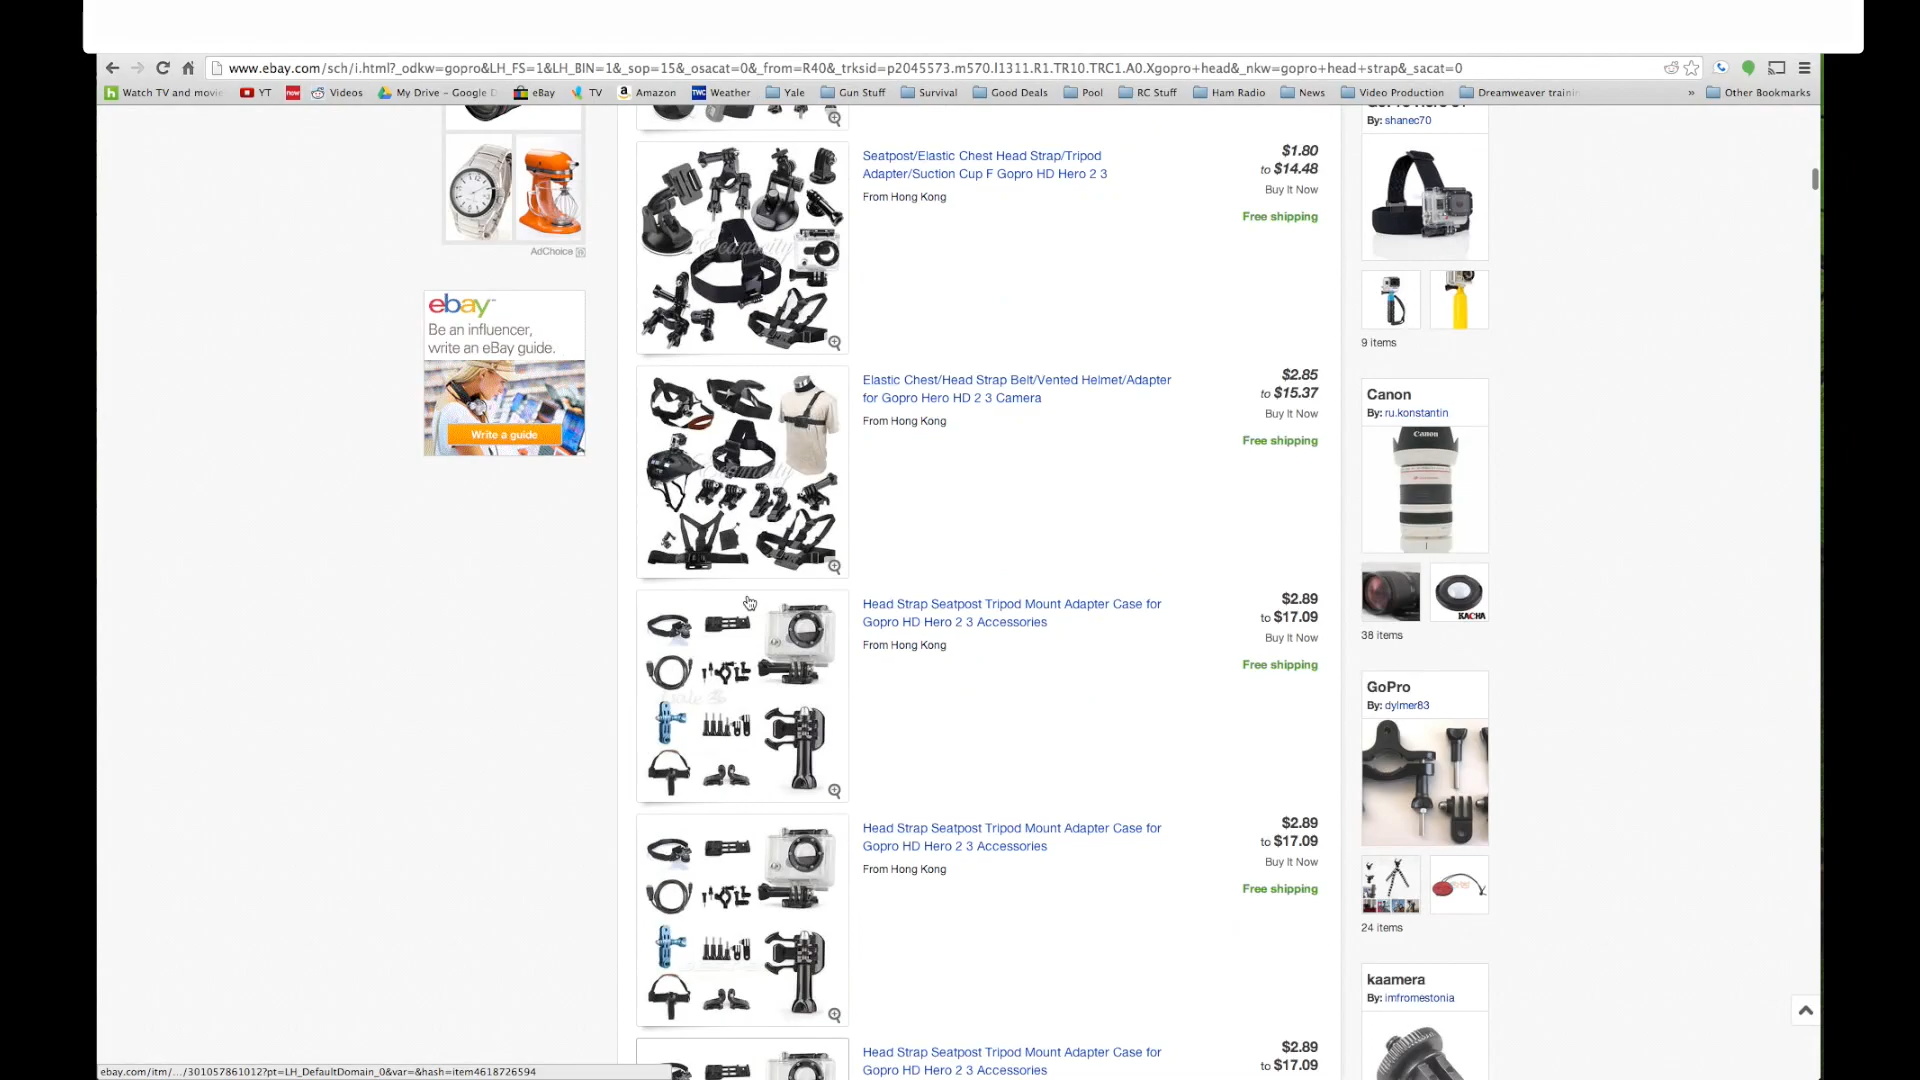 www.ebay.com/sch/i.html?_odkw=gopro&LH_FS=1&LH_BIN=1&_sop=15&_osacat=0&_from=R40&_trksid=p2045573.m570.l1311.R1.TR10.TRC1.A0.Xgopro+head&_nkw=gopro+head+strap&_sacat=0
Watch TV and movie YT now Videos My Drive - Google D eBay TV Amazon TWC Weather Yale Gun Stuff Survival Good Deals Pool RC Stuff Ham Radio News Video Production Dreamweaver trainin » Other Bookmarks
By: shanec70
Seatpost/Elastic Chest Head Strap/Tripod
Adapter/Suction Cup F Gopro HD Hero 2 3
From Hong Kong
$1.80
to $14.48
Buy It Now
Free shipping
AdChoice
ebay
Be an influencer,
write an eBay guide.
Write a guide
9 items
Elastic Chest/Head Strap Belt/Vented Helmet/Adapter
for Gopro Hero HD 2 3 Camera
From Hong Kong
$2.85
to $15.37
Buy It Now
Free shipping
Canon
By: ru.konstantin
Canon
KACHA
38 items
Head Strap Seatpost Tripod Mount Adapter Case for
Gopro HD Hero 2 3 Accessories
From Hong Kong
$2.89
to $17.09
Buy It Now
Free shipping
GoPro
By: dylmer83
24 items
Head Strap Seatpost Tripod Mount Adapter Case for
Gopro HD Hero 2 3 Accessories
From Hong Kong
$2.89
to $17.09
Buy It Now
Free shipping
kaamera
By: imfromestonia
Head Strap Seatpost Tripod Mount Adapter Case for
Gopro HD Hero 2 3 Accessories
$2.89
to $17.09
ebay.com/itm/.../301057861012?pt=LH_DefaultDomain_0&var=&hash=item4618726594